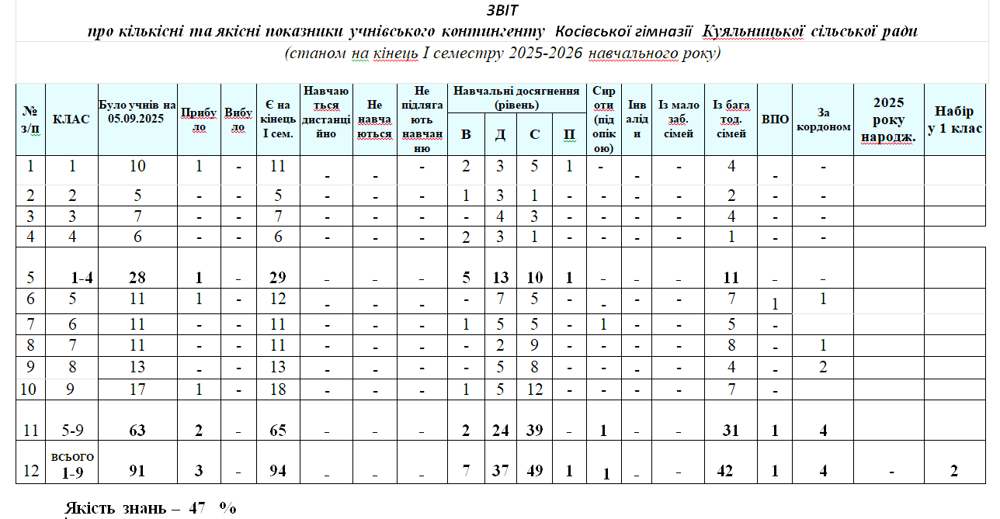 ЗВІТ
про кількісні та якісні показники учнівського контингенту Косівської гімназії Куяльницької сільської ради
(станом на кінець І семестру 2025-2026 навчального року)
№ з/п | КЛАС | Було учнів на 05.09.2025 | Прибуло | Вибуло | Є на кінець І сем. | Навчаються дистанційно | Не навчаються | Не підлягають навчанню | Навчальні досягнення (рівень) | Сироти (під опікою) | Інваліди | Із мало заб. сімей | Із бага тод. сімей | ВПО | За кордоном | 2025 року народж. | Набір у 1 клас
В | Д | С | П
1 | 1 | 10 | 1 | - | 11 | - | - | - | 2 | 3 | 5 | 1 | - | - | - | 4 | - | -
2 | 2 | 5 | - | - | 5 | - | - | - | 1 | 3 | 1 | - | - | - | - | 2 | - | -
3 | 3 | 7 | - | - | 7 | - | - | - | - | 4 | 3 | - | - | - | - | 4 | - | -
4 | 4 | 6 | - | - | 6 | - | - | - | 2 | 3 | 1 | - | - | - | - | 1 | - | -
5 | 1-4 | 28 | 1 | - | 29 | - | - | - | 5 | 13 | 10 | 1 | - | - | - | 11 | - | -
6 | 5 | 11 | 1 | - | 12 | - | - | - | - | 7 | 5 | - | - | - | - | 7 | 1 | 1
7 | 6 | 11 | - | - | 11 | - | - | - | 1 | 5 | 5 | - | 1 | - | - | 5 | -
8 | 7 | 11 | - | - | 11 | - | - | - | - | 2 | 9 | - | - | - | - | 8 | - | 1
9 | 8 | 13 | - | - | 13 | - | - | - | - | 5 | 8 | - | - | - | - | 4 | - | 2
10 | 9 | 17 | 1 | - | 18 | - | - | - | 1 | 5 | 12 | - | - | - | - | 7 | -
11 | 5-9 | 63 | 2 | - | 65 | - | - | - | 2 | 24 | 39 | - | 1 | - | - | 31 | 1 | 4
12 | ВСЬОГО 1-9 | 91 | 3 | - | 94 | - | - | - | 7 | 37 | 49 | 1 | 1 | - | - | 42 | 1 | 4 | - | 2
Якість знань – 47 %